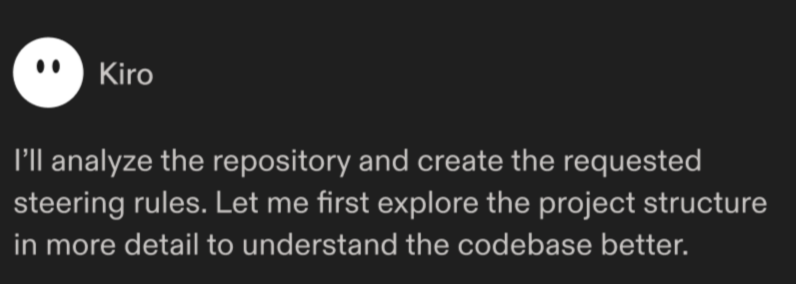 Kiro
I’ll analyze the repository and create the requested
steering rules. Let me first explore the project structure
in more detail to understand the codebase better.